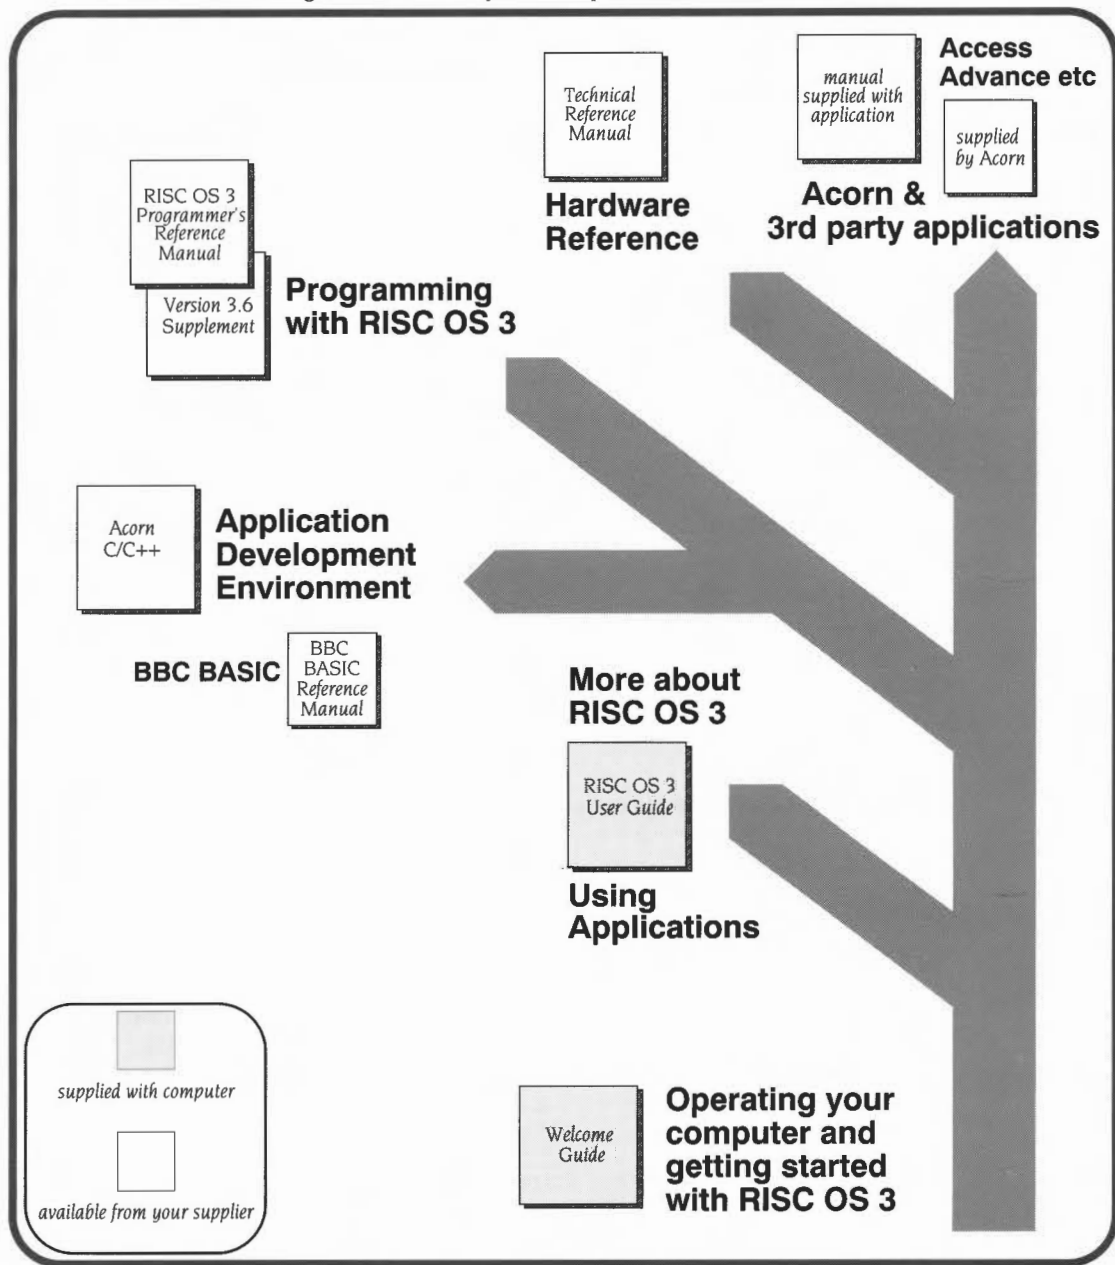 Technical
Reference
Manual
Hardware
Reference
manual
supplied with
application
Access
Advance etc
supplied
by Acorn
Acorn &
3rd party applications
RISC OS 3
Programmer's
Reference
Manual
Version 3.6
Supplement
Programming
with RISC OS 3
Acorn
C/C++
Application
Development
Environment
BBC BASIC
BBC
BASIC
Reference
Manual
More about
RISC OS 3
RISC OS 3
User Guide
Using
Applications
supplied with computer
available from your supplier
Welcome
Guide
Operating your
computer and
getting started
with RISC OS 3